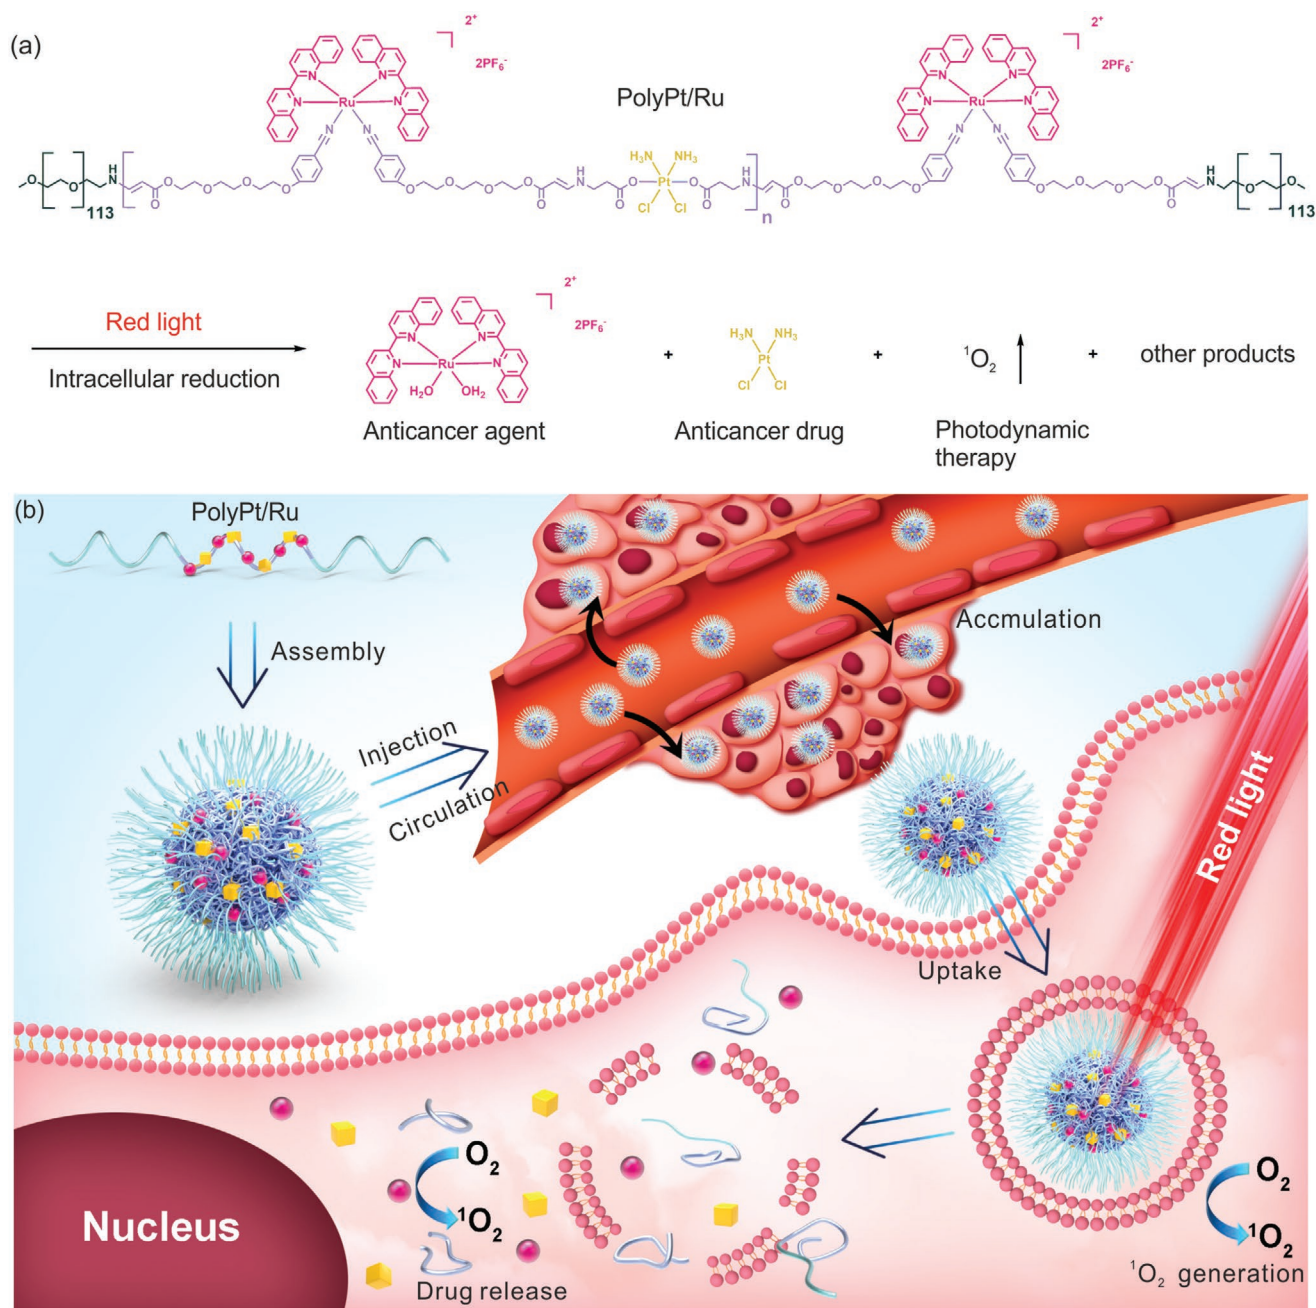 (a)
PolyPt/Ru
2+
2PF6-
2+
2PF6-
N
N
N
N
Ru
N
N
N
N
N
N
Ru
N
N
H3N
NH3
Pt
Cl
Cl
O
O
H
N
O
O
O
O
O
O
O
O
O
O
O
H
N
O
O
O
O
H
N
O
O
O
O
O
O
O
O
O
O
O
H
N
O
O
113
n
113
Red light
Intracellular reduction
2+
2PF6-
N
N
N
N
Ru
H2O
OH2
Anticancer agent
+
H3N
NH3
Pt
Cl
Cl
Anticancer drug
+
1O2
Photodynamic
therapy
+
other products
(b)
PolyPt/Ru
Assembly
Injection
Circulation
Accmulation
Red light
Uptake
O2
1O2
1O2 generation
O2
1O2
Drug release
Nucleus